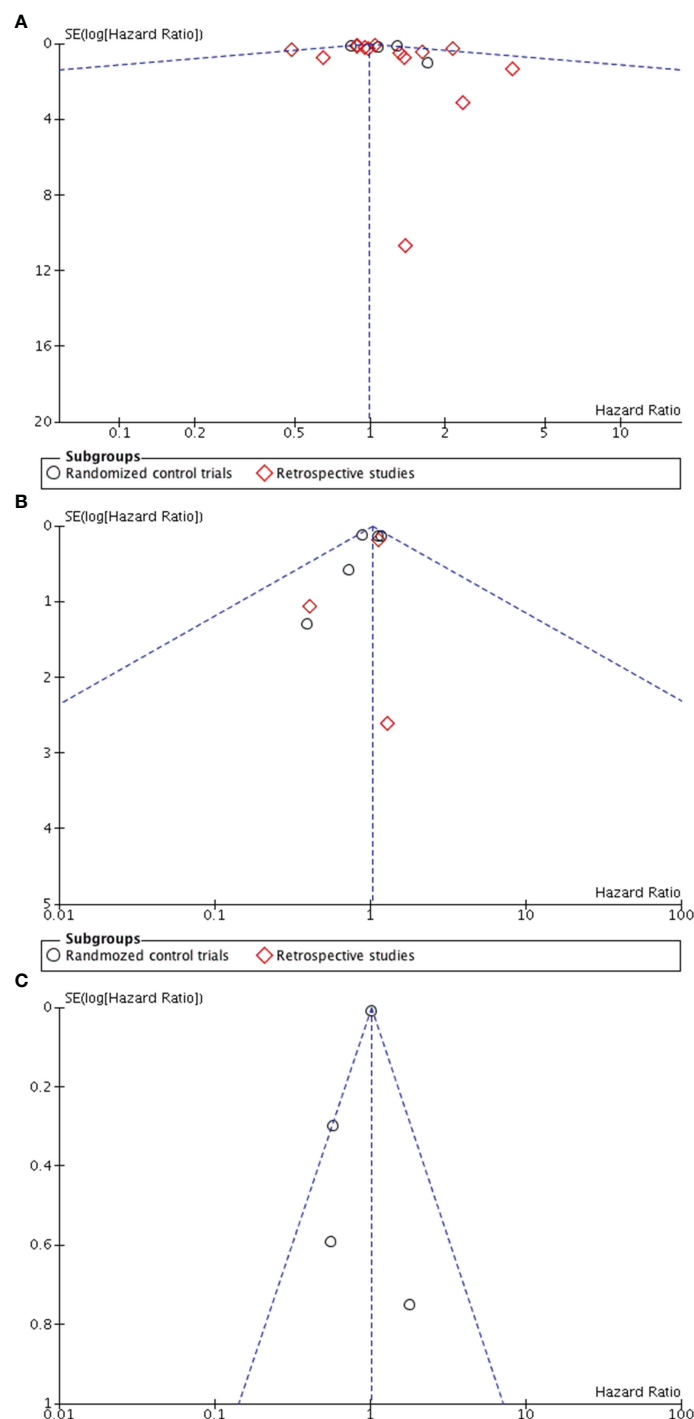 A
SE(log[Hazard Ratio])
0
4
8
12
16
20
Hazard Ratio
0.1 0.2 0.5 1 2 5 10
Subgroups
Randomized control trials Retrospective studies
B
SE(log[Hazard Ratio])
0
1
2
3
4
5
Hazard Ratio
0.01 0.1 1 10 100
Subgroups
Randmozed control trials Retrospective studies
C
SE(log[Hazard Ratio])
0
0.2
0.4
0.6
0.8
1
Hazard Ratio
0.01 0.1 1 10 100